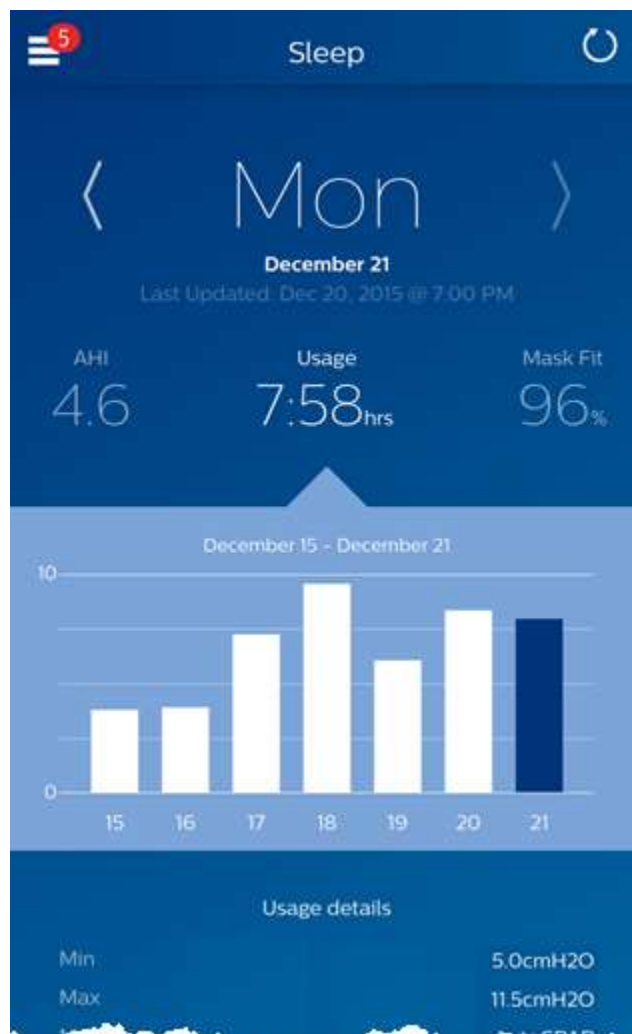 5
Sleep
Mon
December 21
Last Updated: Dec 20, 2015 @ 7:00 PM
AHI Usage Mask Fit
4.6 7:58hrs 96%
December 15 - December 21
10
0
15 16 17 18 19 20 21
Usage details
Min 5.0cmH2O
Max 11.5cmH2O